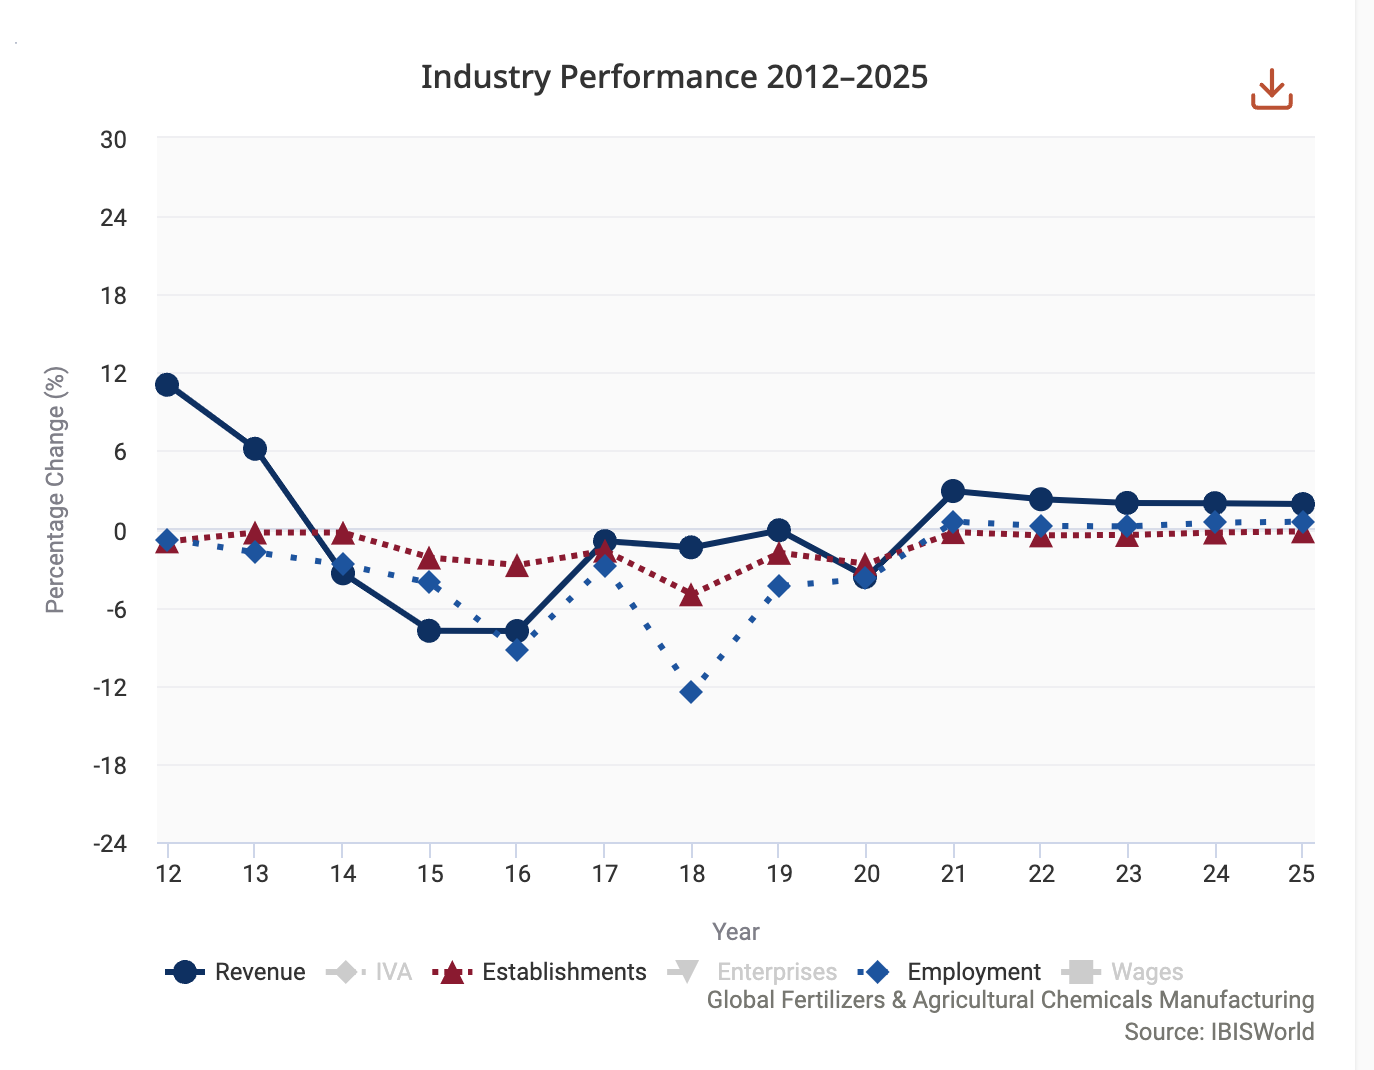 Industry Performance 2012–2025
30
24
18
12
6
0
-6
-12
-18
-24
Percentage Change (%)
12 13 14 15 16 17 18 19 20 21 22 23 24 25
Year
Revenue IVA Establishments Enterprises Employment Wages
Global Fertilizers & Agricultural Chemicals Manufacturing
Source: IBISWorld